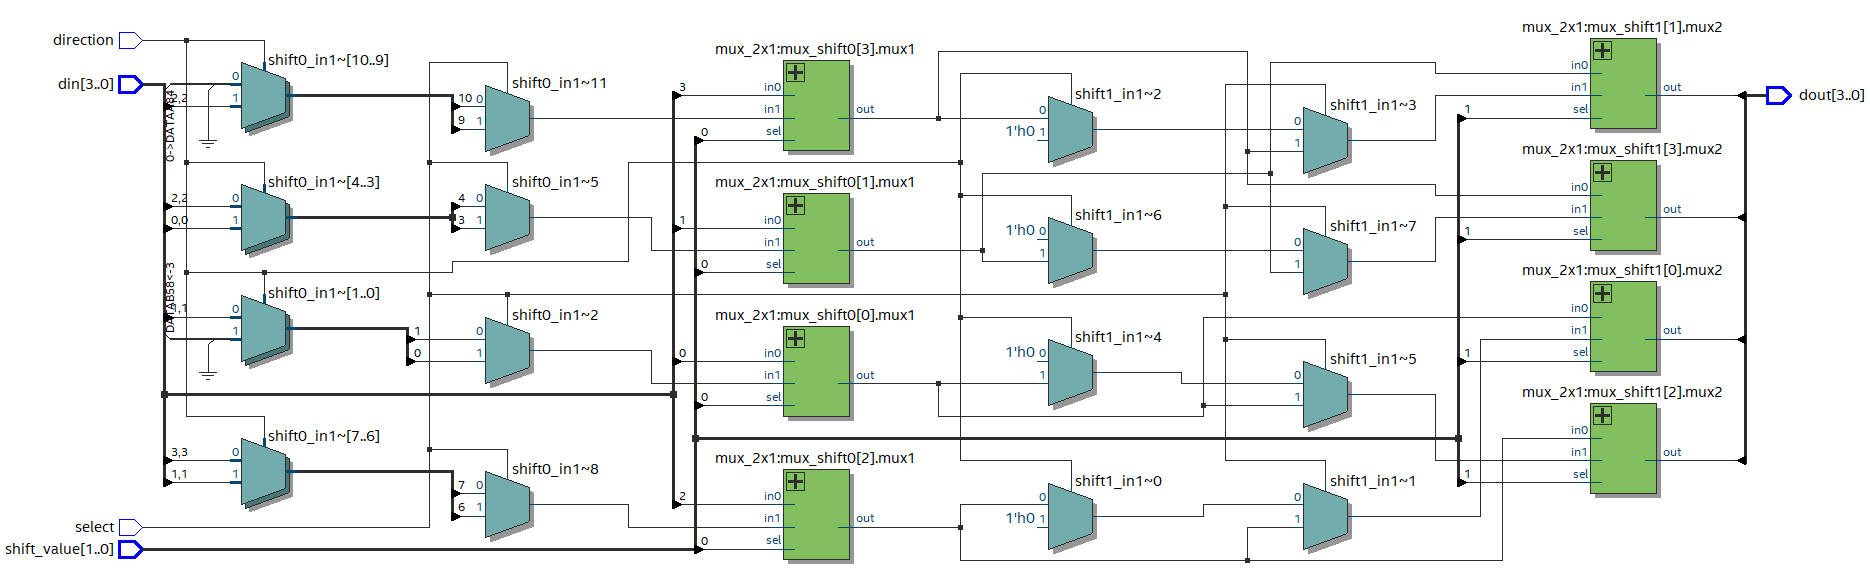 direction
din[3..0]
select
shift_value[1..0]
shift0_in1~[10..9]
0
1
2,2
0->DATAA84
shift0_in1~[4..3]
2,2
0
0,0
1
DATAB58<-3
shift0_in1~[1..0]
1,1
0
1
shift0_in1~[7..6]
3,3
0
1,1
1
shift0_in1~11
10 0
9 1
shift0_in1~5
4 0
3 1
shift0_in1~2
1 0
0 1
shift0_in1~8
7 0
6 1
mux_2x1:mux_shift0[3].mux1
3 in0
in1 out
0 sel
mux_2x1:mux_shift0[1].mux1
1 in0
in1 out
0 sel
mux_2x1:mux_shift0[0].mux1
0 in0
in1 out
0 sel
mux_2x1:mux_shift0[2].mux1
2 in0
in1 out
0 sel
shift1_in1~2
0
1'h0 1
shift1_in1~6
1'h0 0
1
shift1_in1~4
1'h0 0
1
shift1_in1~0
0
1'h0 1
shift1_in1~3
0
1
shift1_in1~7
0
1
shift1_in1~5
0
1
shift1_in1~1
0
1
mux_2x1:mux_shift1[1].mux2
in0
in1 out
1 sel
mux_2x1:mux_shift1[3].mux2
in0
in1 out
1 sel
mux_2x1:mux_shift1[0].mux2
in0
in1 out
1 sel
mux_2x1:mux_shift1[2].mux2
in0
in1 out
1 sel
dout[3..0]